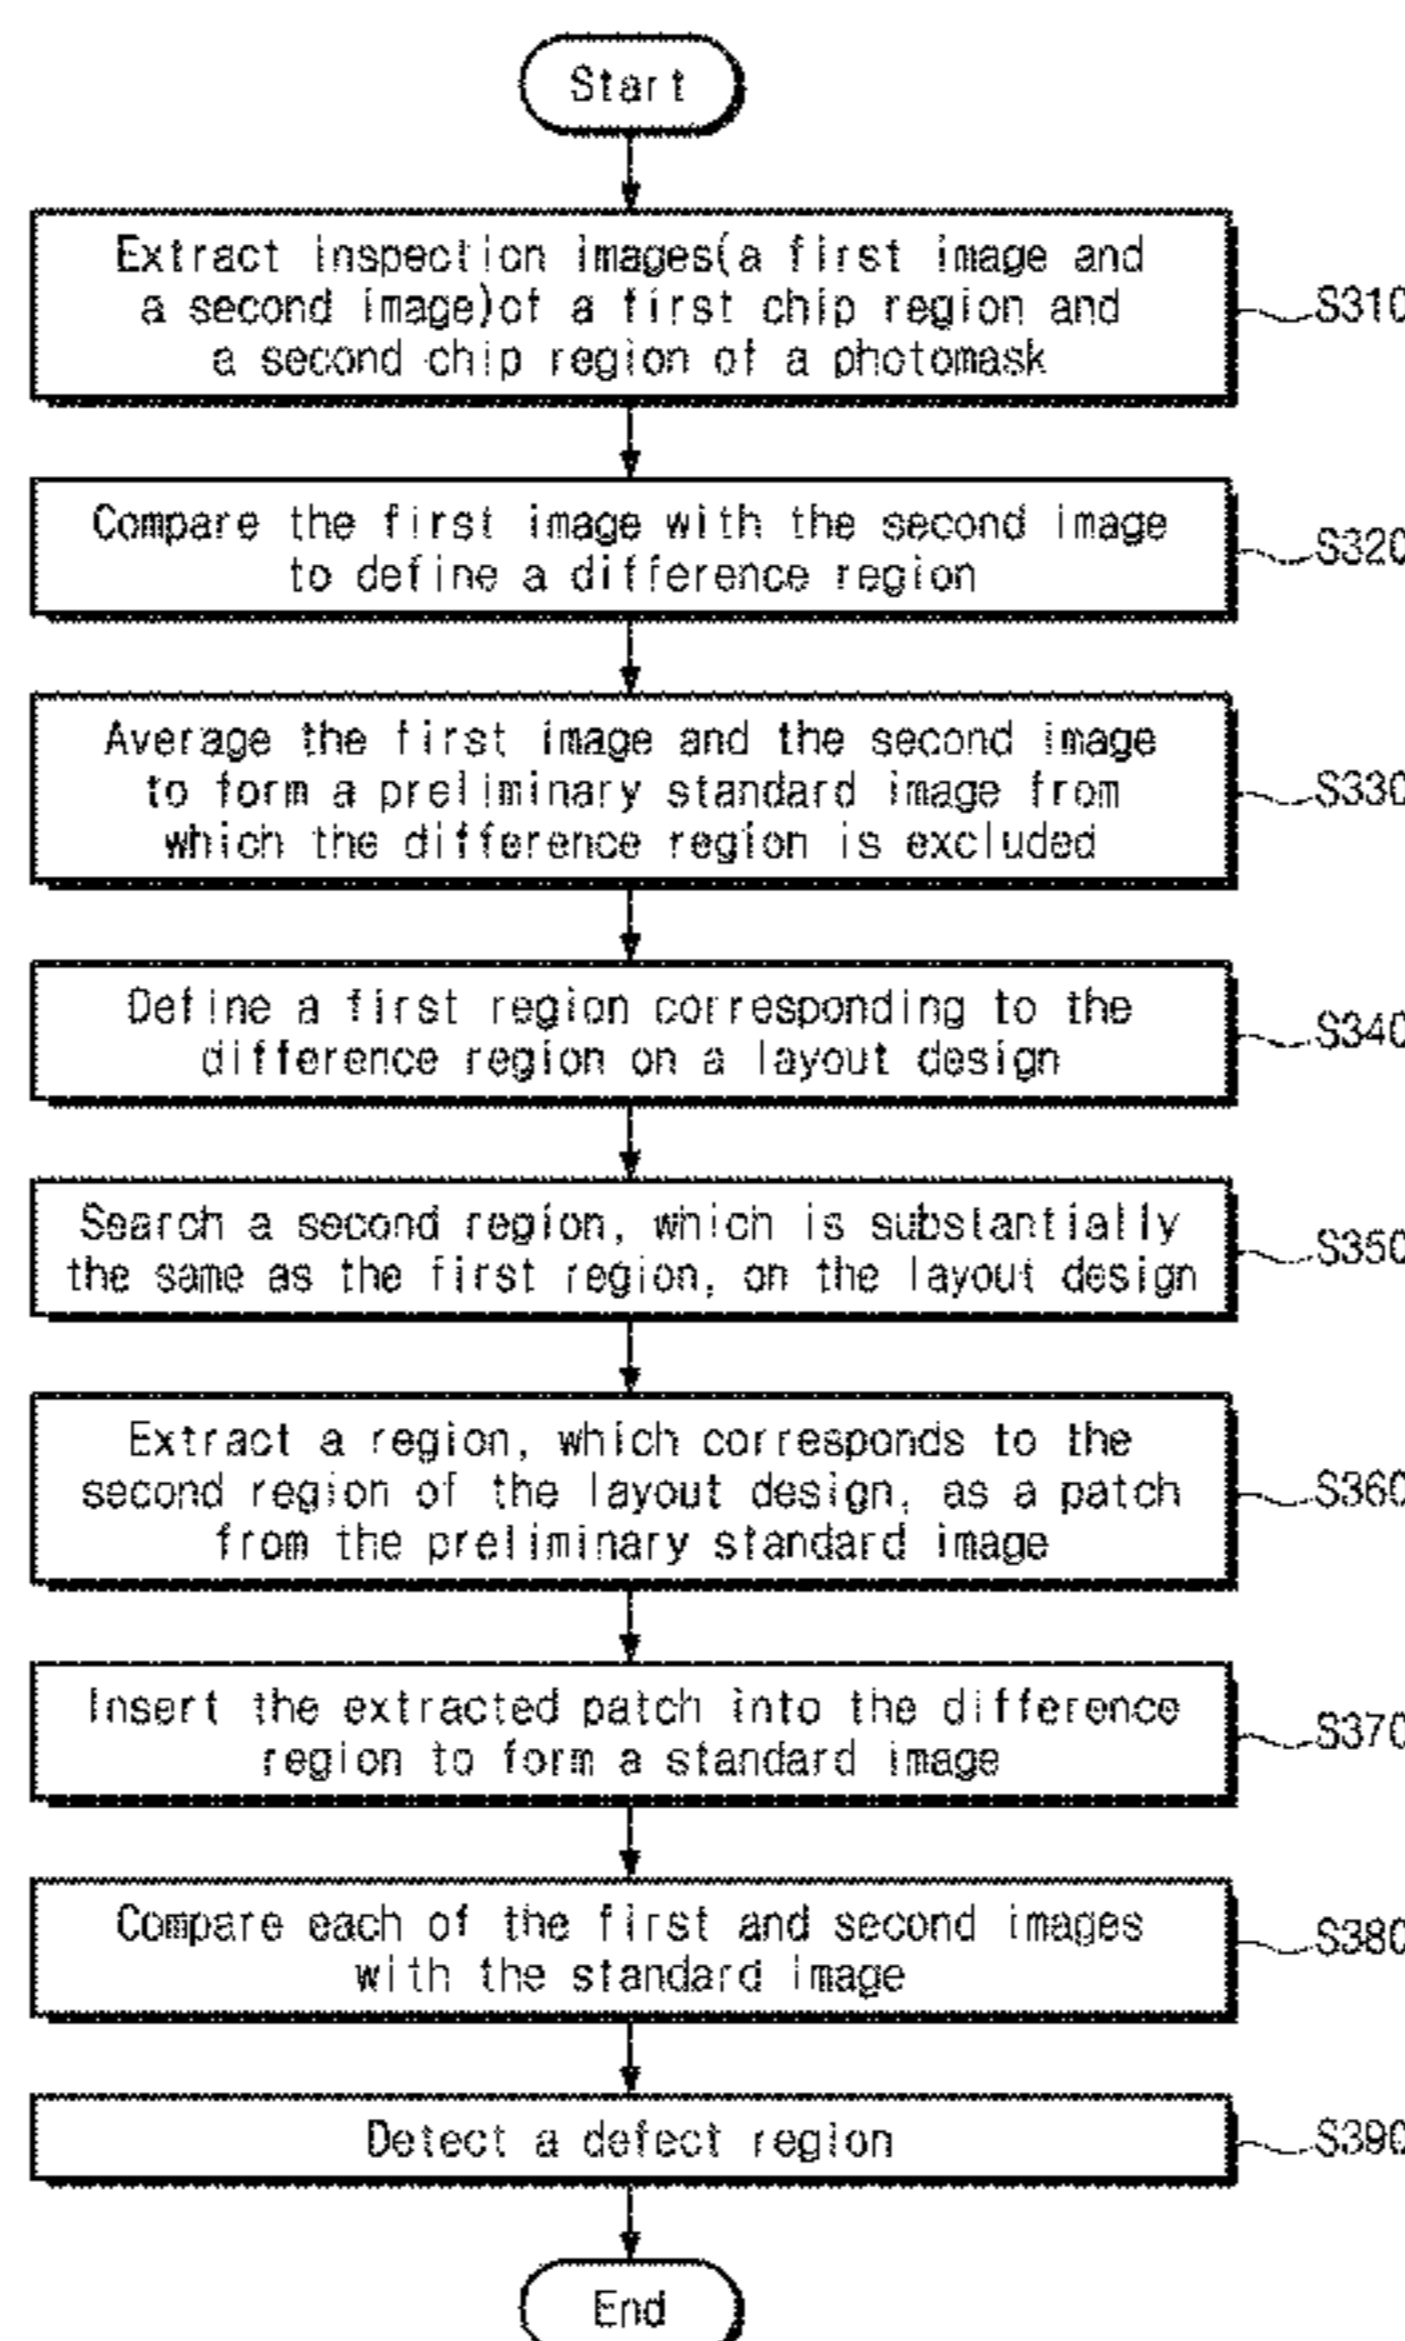 Start
Extract inspection images(a first image and
a second image)of a first chip region and
a second chip region of a photomask
S310
Compare the first image with the second image
to define a difference region
S320
Average the first image and the second image
to form a preliminary standard image from
which the difference region is excluded
S330
Define a first region corresponding to the
difference region on a layout design
S340
Search a second region, which is substantially
the same as the first region, on the layout design
S350
Extract a region, which corresponds to the
second region of the layout design, as a patch
from the preliminary standard image
S360
Insert the extracted patch into the difference
region to form a standard image
S370
Compare each of the first and second images
with the standard image
S380
Detect a defect region
S390
End